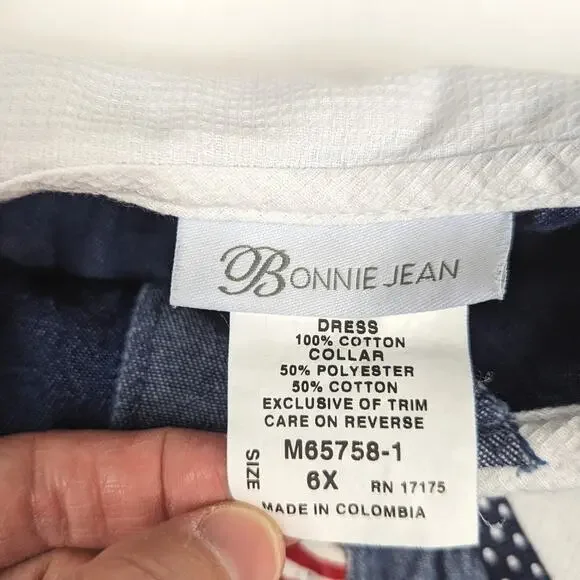 BONNIE JEAN
DRESS
100% COTTON
COLLAR
50% POLYESTER
50% COTTON
EXCLUSIVE OF TRIM
CARE ON REVERSE
M65758-1
SIZE 6X RN 17175
MADE IN COLOMBIA